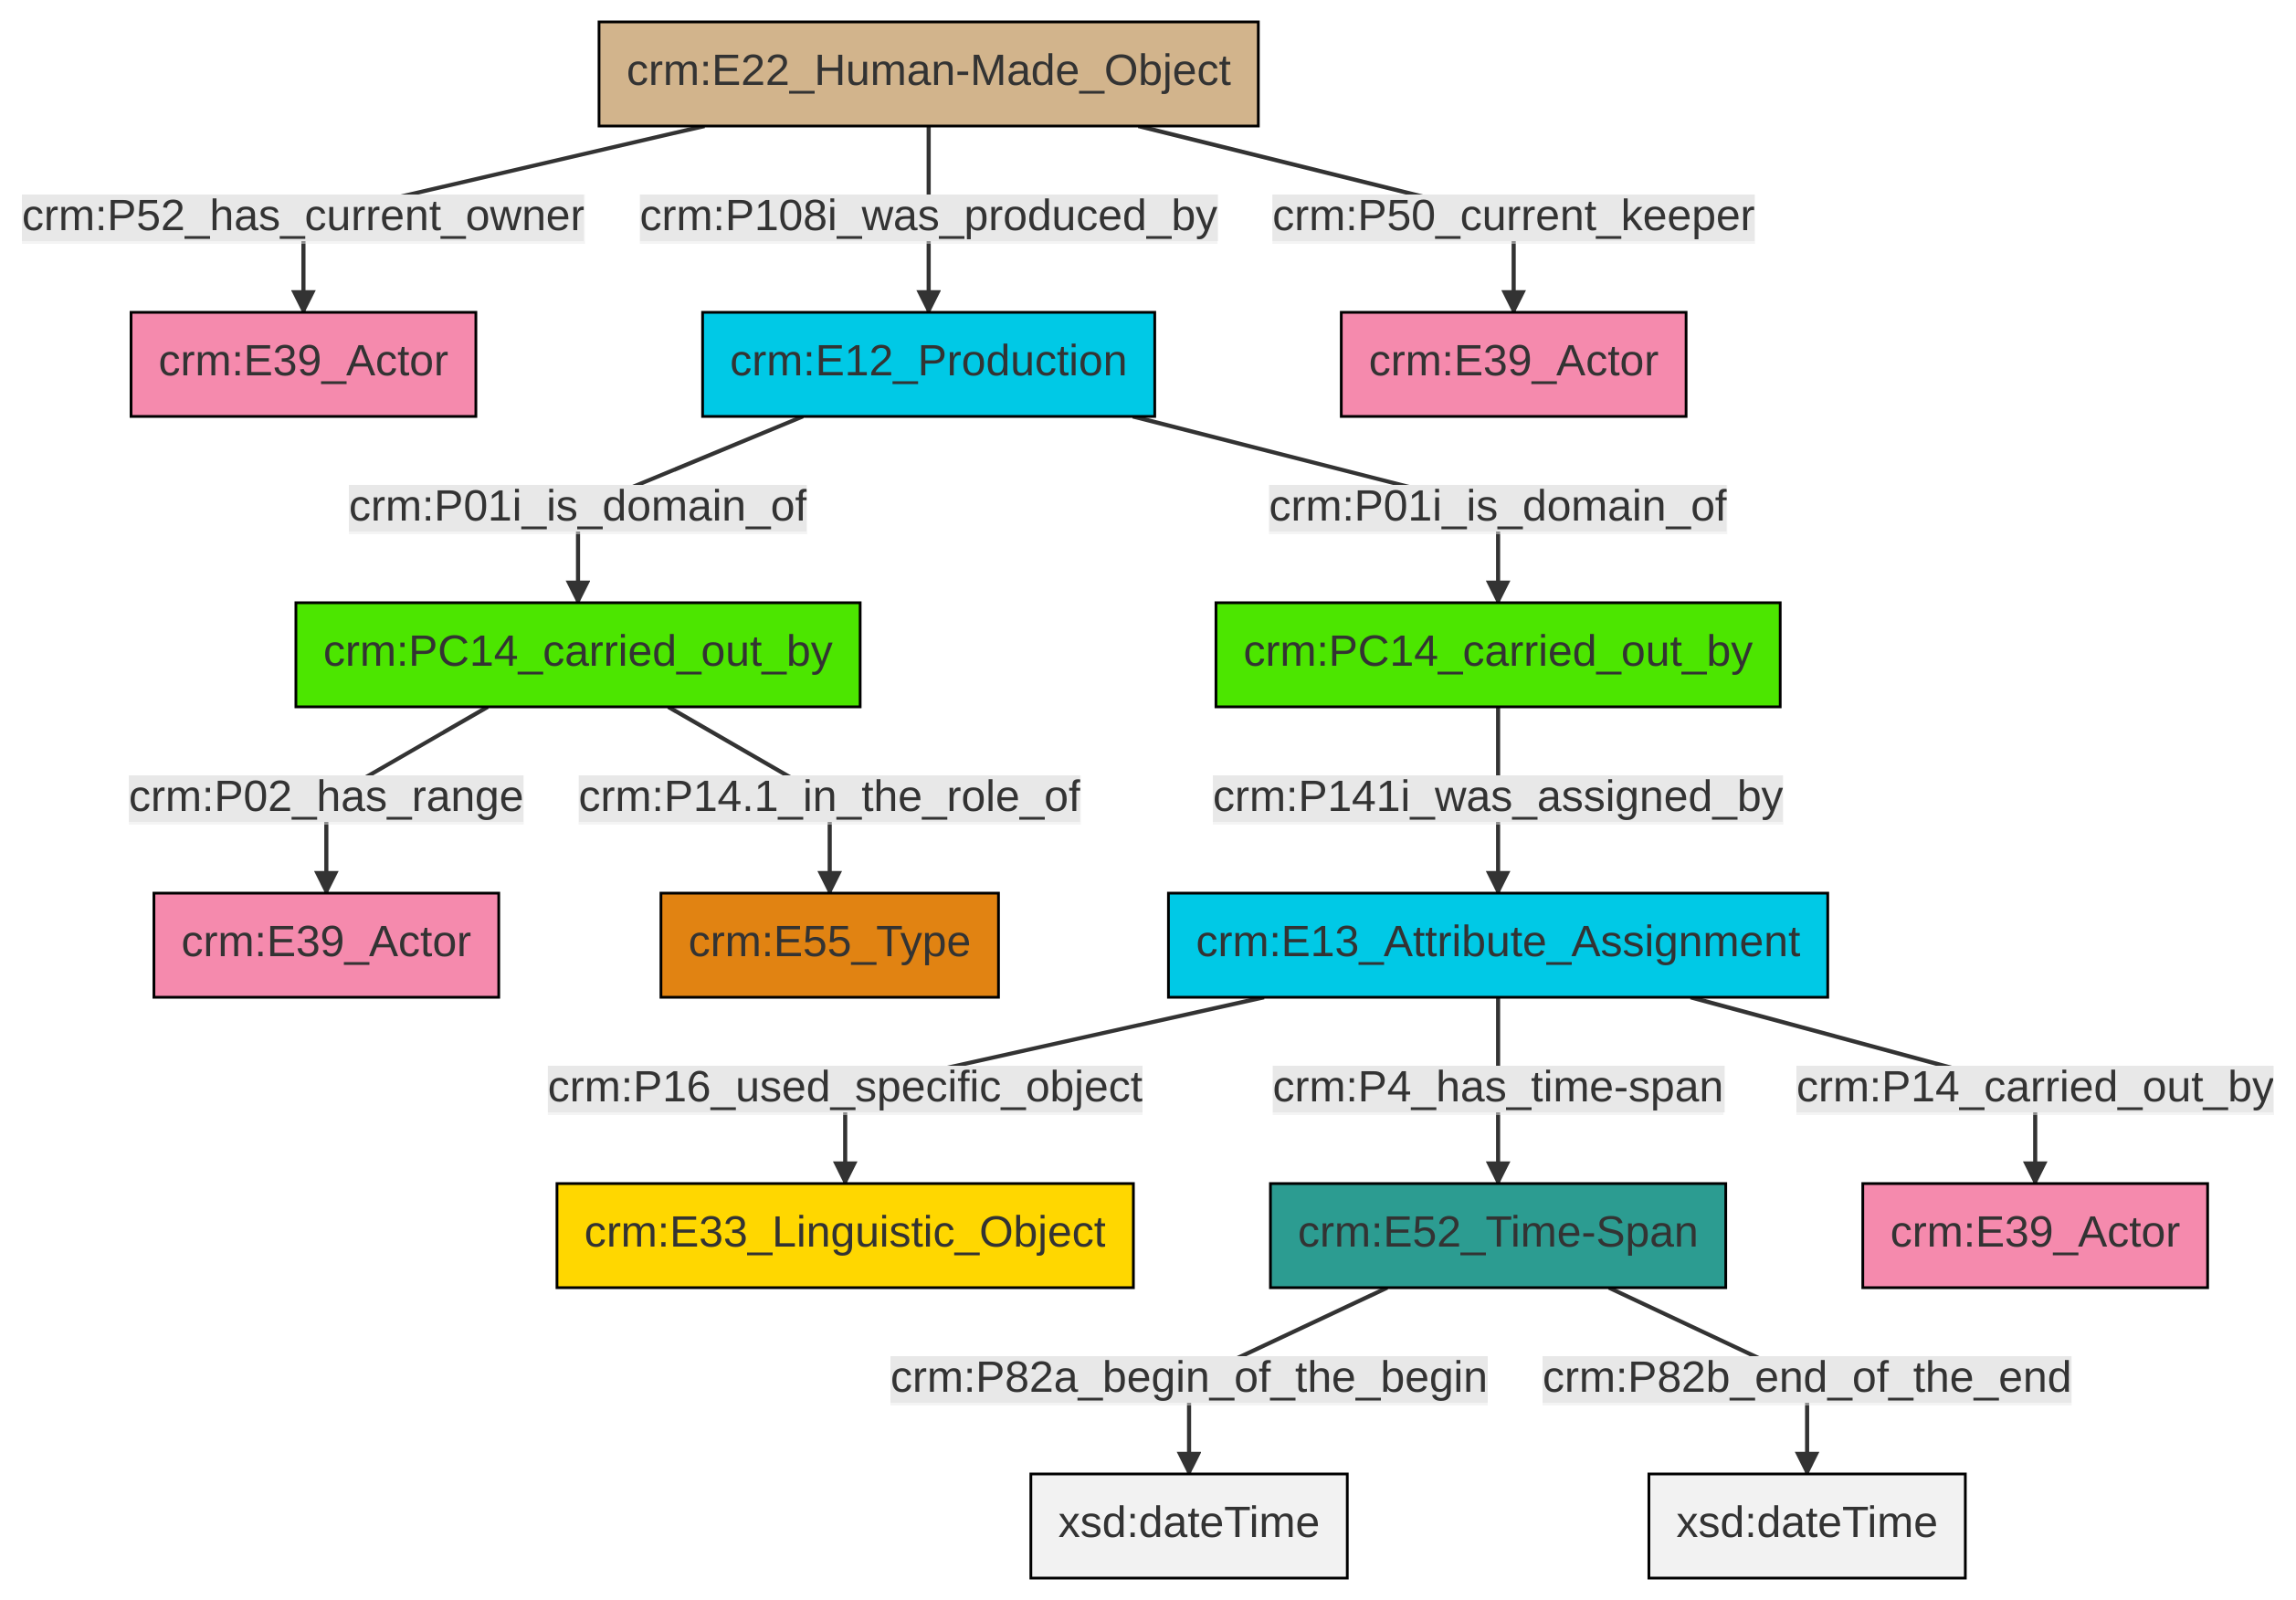 crm:E22_Human-Made_Object
crm:P52_has_current_owner
crm:P108i_was_produced_by
crm:P50_current_keeper
crm:E39_Actor
crm:E12_Production
crm:E39_Actor
crm:P01i_is_domain_of
crm:P01i_is_domain_of
crm:PC14_carried_out_by
crm:PC14_carried_out_by
crm:P02_has_range
crm:P14.1_in_the_role_of
crm:P141i_was_assigned_by
crm:E39_Actor
crm:E55_Type
crm:E13_Attribute_Assignment
crm:P16_used_specific_object
crm:P4_has_time-span
crm:P14_carried_out_by
crm:E33_Linguistic_Object
crm:E52_Time-Span
crm:E39_Actor
crm:P82a_begin_of_the_begin
crm:P82b_end_of_the_end
xsd:dateTime
xsd:dateTime